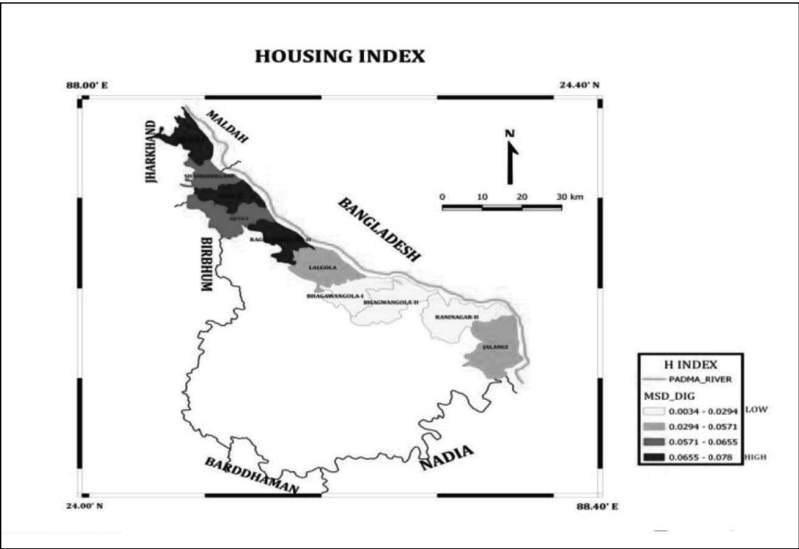 HOUSING INDEX
88.00' E
24.40' N
MALDAH
JHARKHAND
N
0 10 20 30 km
BANGLADESH
BIRBHUM
LALGOLA
BHAGAWANGOLA-I
BHAGWANGOLA-II
RANINAGAR-II
JALANGI
H INDEX
PADMA_RIVER
MSD_DIG
0.0034 - 0.0294 LOW
0.0294 - 0.0571
0.0571 - 0.0655
0.0655 - 0.078 HIGH
NADIA
BARDDHAMAN
24.00' N
88.40' E